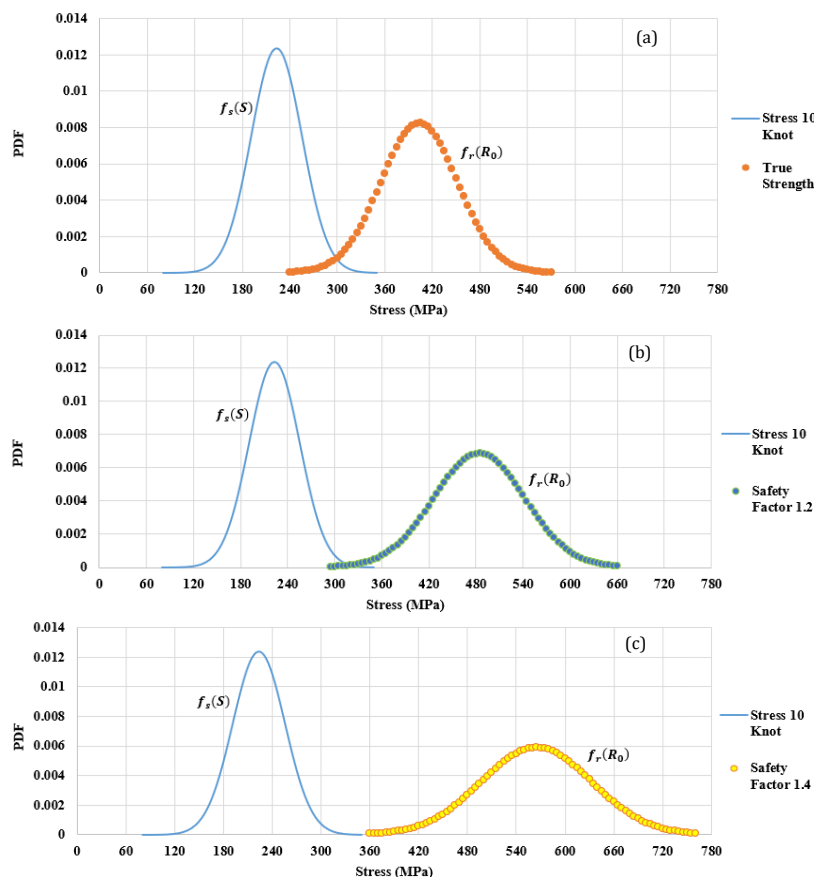 0.014
(a)
0.012
f_s(S)
0.01
0.008
f_r(R_0)
0.006
0.004
0.002
0
PDF
0 60 120 180 240 300 360 420 480 540 600 660 720 780
Stress (MPa)
Stress 10
Knot
True
Strength
0.014
(b)
0.012
0.01
f_s(S)
0.008
0.006
f_r(R_0)
0.004
0.002
0
PDF
0 60 120 180 240 300 360 420 480 540 600 660 720 780
Stress (MPa)
Stress 10
Knot
Safety
Factor 1.2
0.014
(c)
0.012
0.01
f_s(S)
0.008
0.006
f_r(R_0)
0.004
0.002
0
PDF
0 60 120 180 240 300 360 420 480 540 600 660 720 780
Stress (MPa)
Stress 10
Knot
Safety
Factor 1.4